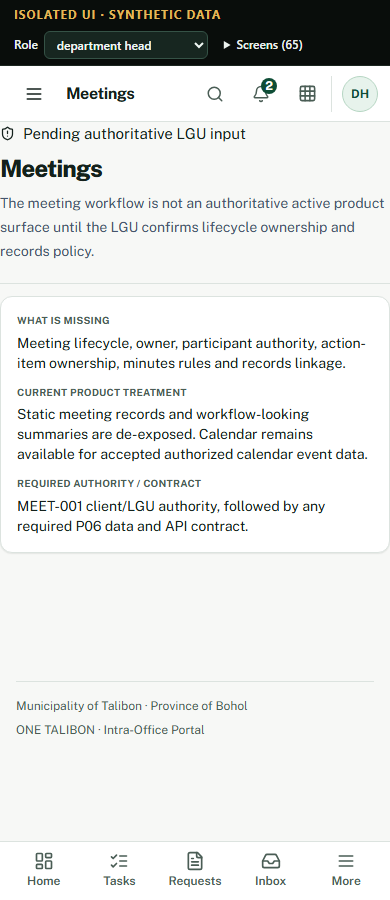 ISOLATED UI · SYNTHETIC DATA
Role department head Screens (65)
Meetings 2 DH
Pending authoritative LGU input
Meetings
The meeting workflow is not an authoritative active product
surface until the LGU confirms lifecycle ownership and
records policy.
WHAT IS MISSING
Meeting lifecycle, owner, participant authority, action-
item ownership, minutes rules and records linkage.
CURRENT PRODUCT TREATMENT
Static meeting records and workflow-looking
summaries are de-exposed. Calendar remains
available for accepted authorized calendar event data.
REQUIRED AUTHORITY / CONTRACT
MEET-001 client/LGU authority, followed by any
required P06 data and API contract.
Municipality of Talibon · Province of Bohol
ONE TALIBON · Intra-Office Portal
Home Tasks Requests Inbox More